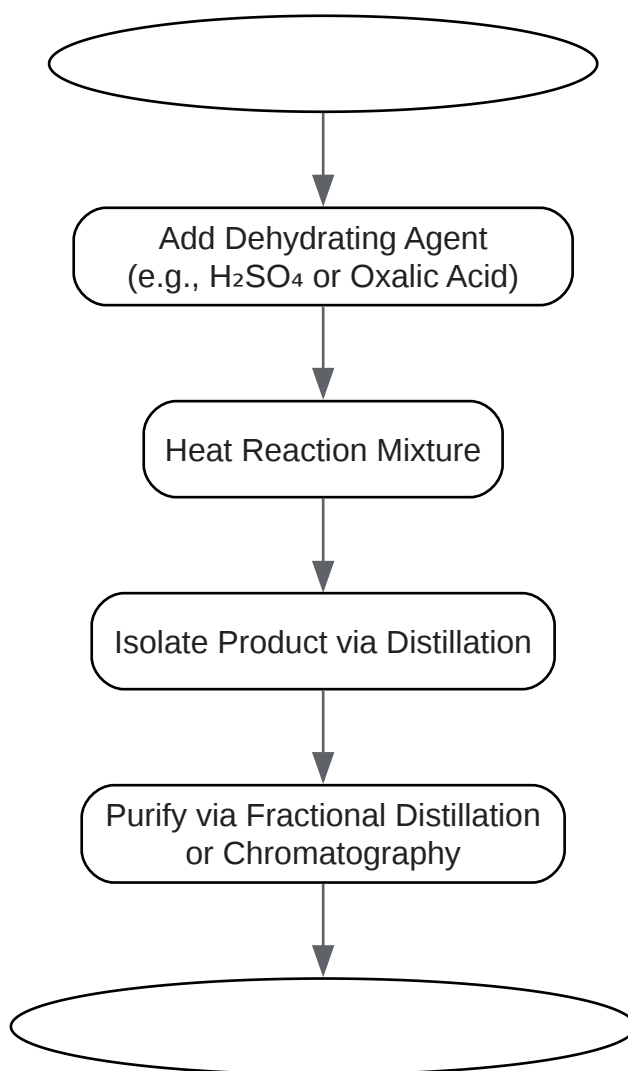 Add Dehydrating Agent
(e.g., H₂SO₄ or Oxalic Acid)
Heat Reaction Mixture
Isolate Product via Distillation
Purify via Fractional Distillation
or Chromatography